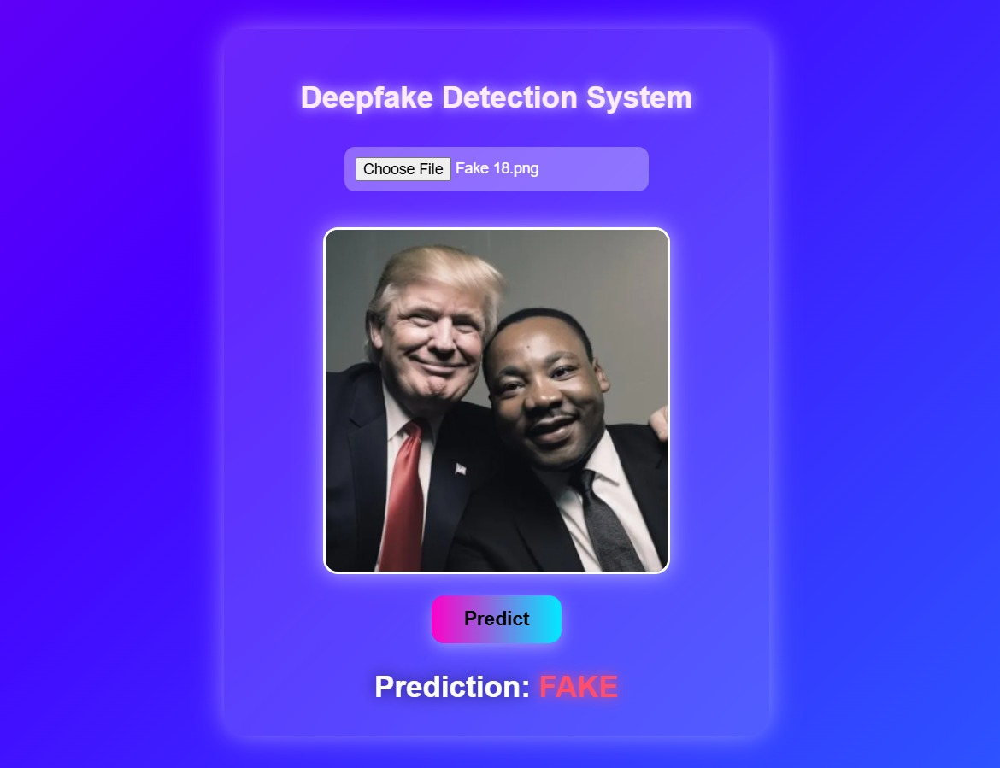 Deepfake Detection System
Choose File Fake 18.png
Predict
Prediction: FAKE